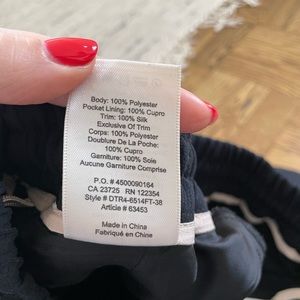 Body: 100% Polyester
Pocket Lining: 100% Cupro
Trim: 100% Silk
Exclusive Of Trim
Corps: 100% Polyester
Doublure De La Poche:
100% Cupro
Garniture: 100% Soie
Aucune Garniture Comprise
P.O. # 4500090164
CA 23725 RN 122354
Style # DTR4-6514FT-38
Article # 63453
Made in China
Fabriqué en Chine